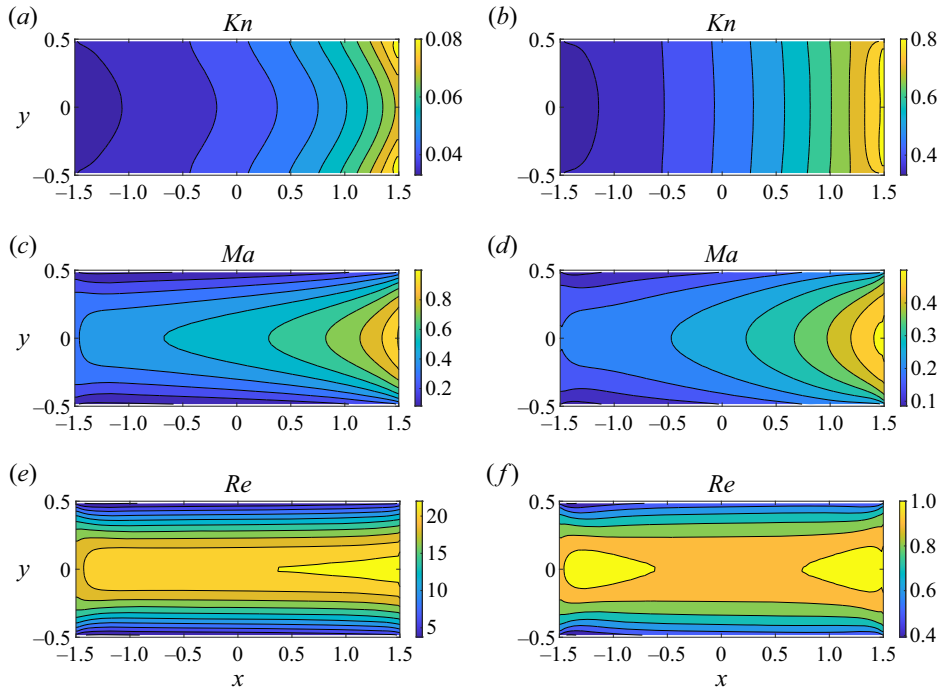 (a) Kn (b) Kn
0.5 0.08 0.5 0.8
y 0 0.06 0 0.6
0.04 0.4
–0.5 –0.5
–1.5 –1.0 –0.5 0 0.5 1.0 1.5 –1.5 –1.0 –0.5 0 0.5 1.0 1.5
(c) Ma (d) Ma
0.5 0.5
0.8 0.4
y 0 0.6 0 0.3
0.4 0.2
0.2 0.1
–0.5 –0.5
–1.5 –1.0 –0.5 0 0.5 1.0 1.5 –1.5 –1.0 –0.5 0 0.5 1.0 1.5
(e) Re (f) Re
0.5 20 0.5 1.0
15 0.8
y 0 10 0 0.6
5 0.4
–0.5 –0.5
–1.5 –1.0 –0.5 0 0.5 1.0 1.5 –1.5 –1.0 –0.5 0 0.5 1.0 1.5
x x